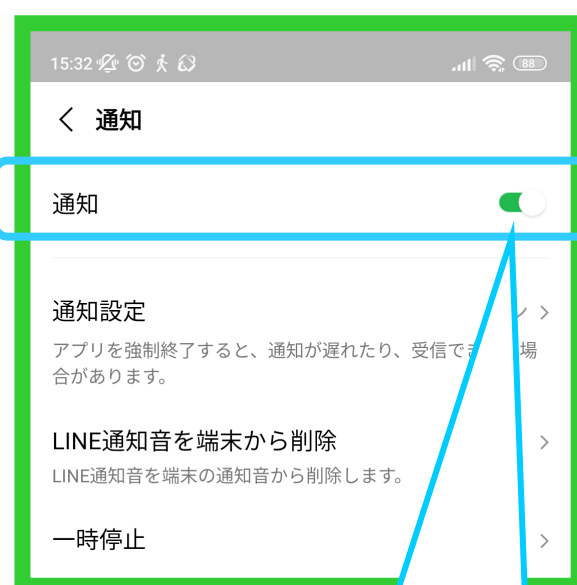 15:32
88
通知
通知
通知設定
アプリを強制終了すると、通知が遅れたり、受信でき 場
合があります。
LINE通知音を端末から削除
LINE通知音を端末の通知音から削除します。
一時停止